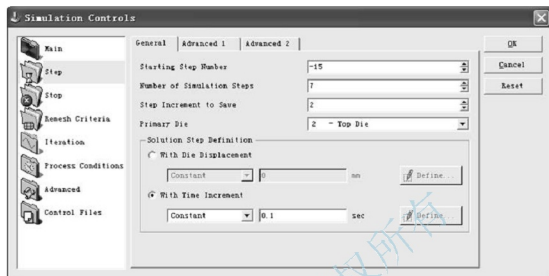 Simulation Controls
Main
Step
Stop
Remesh Criteria
Iteration
Process Conditions
Advanced
Control Files
General Advanced 1 Advanced 2
Starting Step Number -15
Number of Simulation Steps 7
Step Increment to Save 2
Primary Die 2 - Top Die
Solution Step Definition
With Die Displacement
Constant 0 mm Define...
With Time Increment
Constant 0.1 sec Define...
OK
Cancel
Reset
权所有